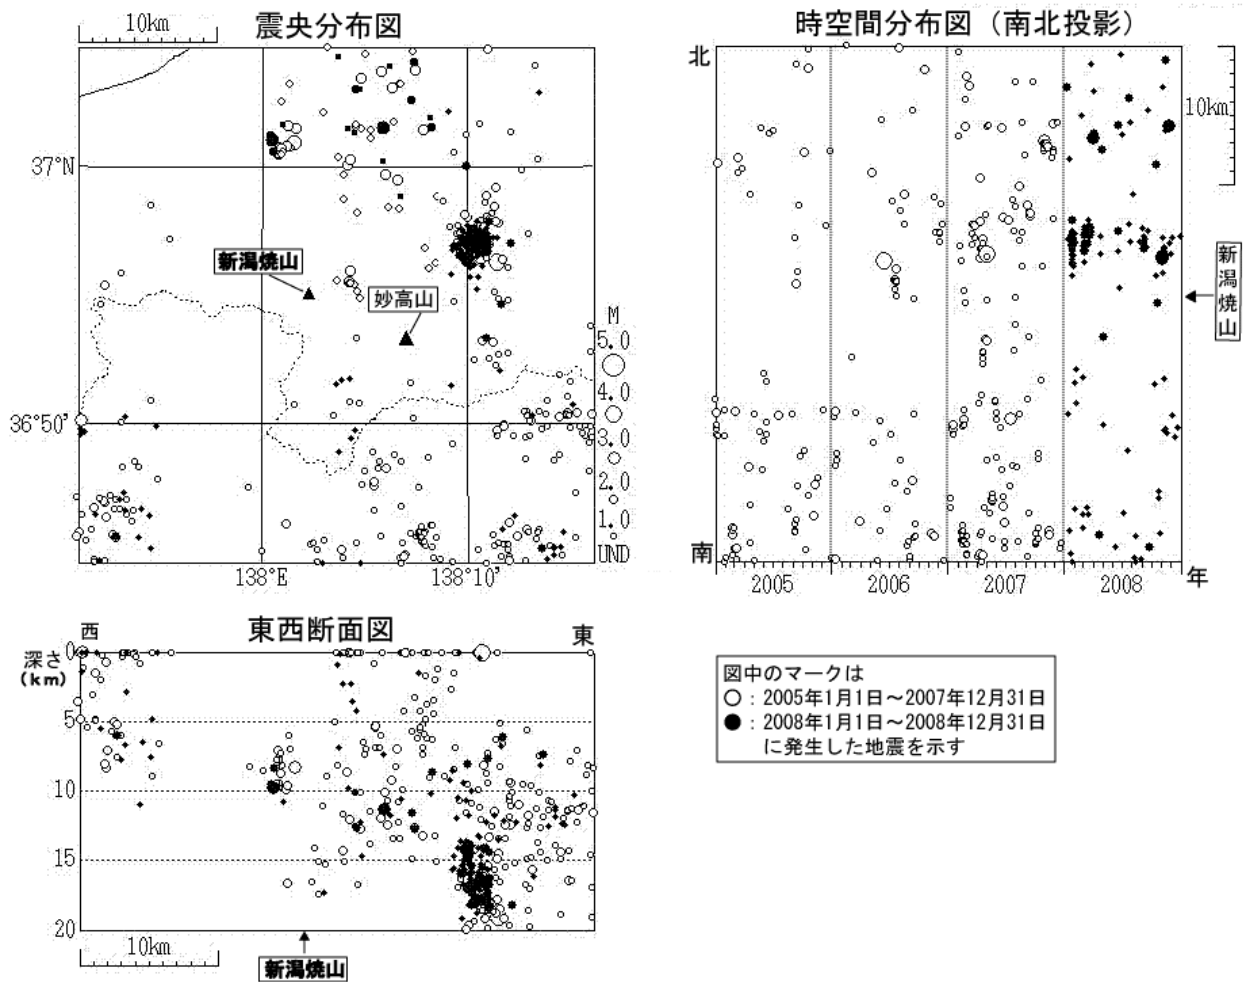 震央分布図
10km
37°N
36°50'
138°E
138°10'
新潟焼山
妙高山
M
5.0
4.0
3.0
2.0
1.0
UND
時空間分布図（南北投影）
北
南
10km
新潟焼山
2005
2006
2007
2008
年
東西断面図
西
東
深さ
(km)
0
5
10
15
20
10km
新潟焼山
図中のマークは
○：2005年1月1日～2007年12月31日
●：2008年1月1日～2008年12月31日
に発生した地震を示す